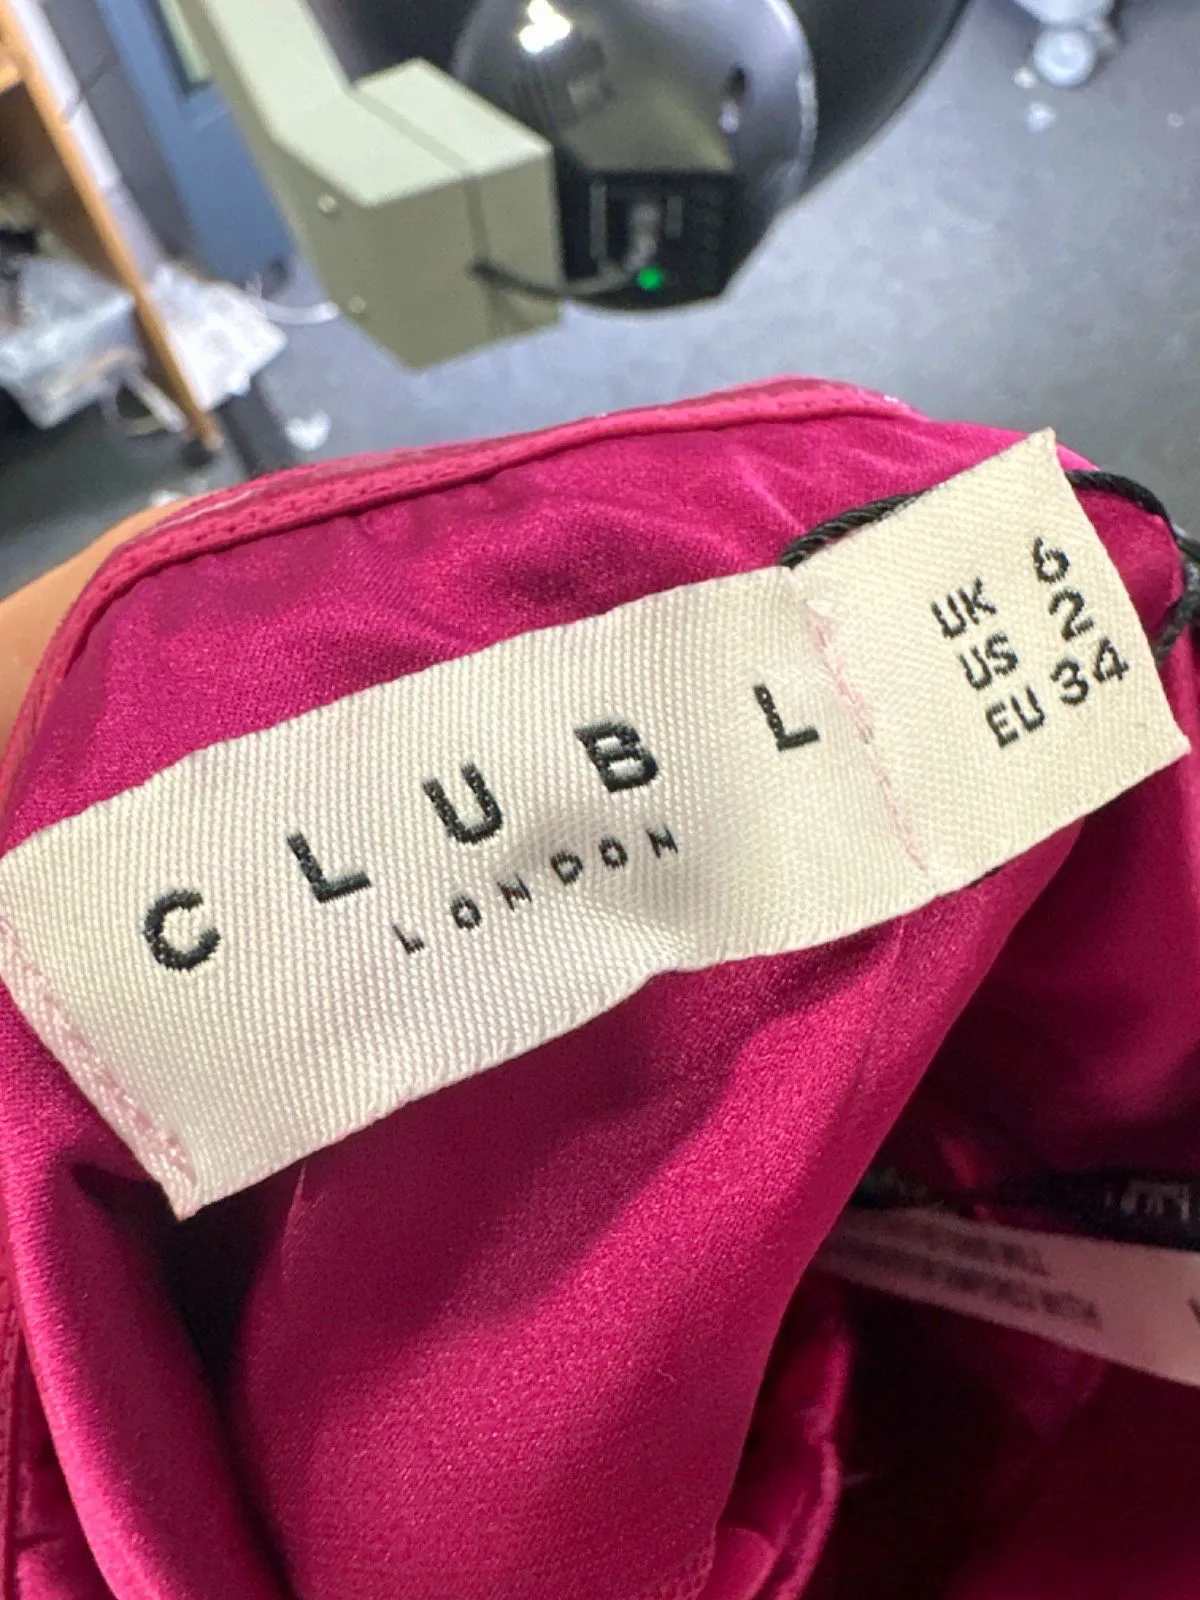 CLUB L
LONDON
UK 6
US 2
EU 34